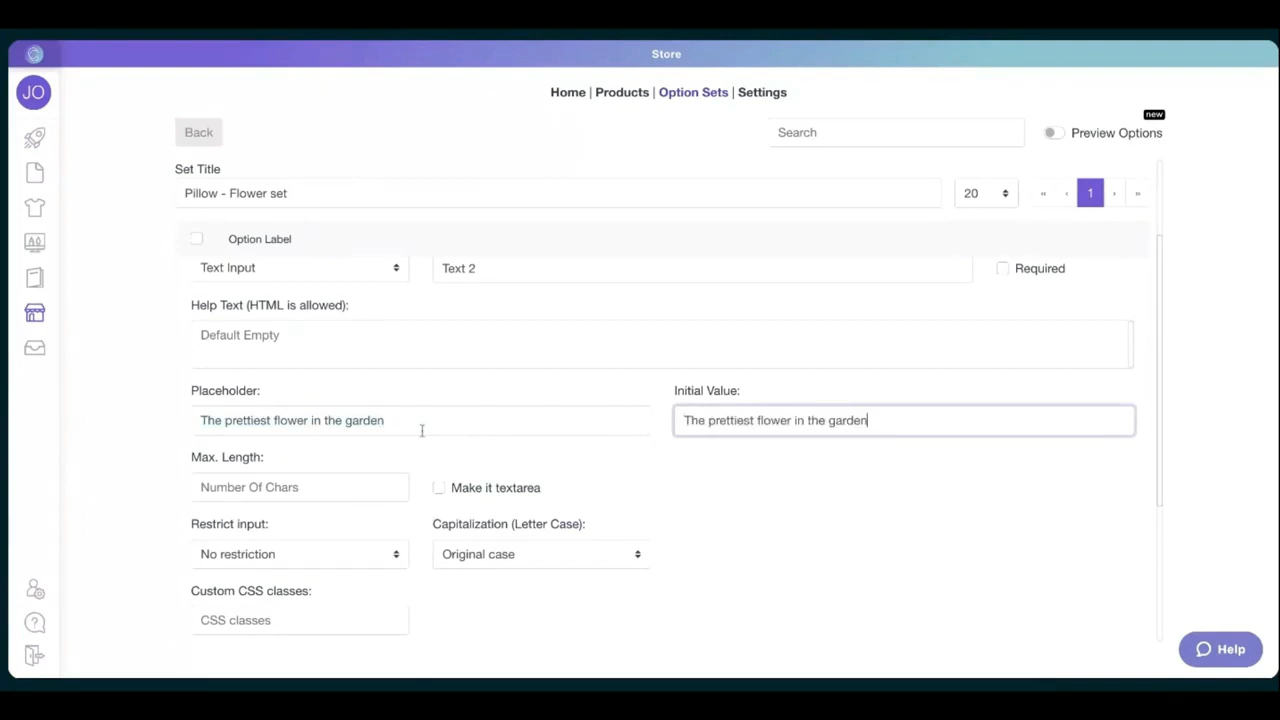 Store
JO
Home | Products | Option Sets | Settings
new
Back
Search
Preview Options
Set Title
Pillow - Flower set
20
« ‹ 1 › »
Option Label
Text Input
Text 2
Required
Help Text (HTML is allowed):
Default Empty
Placeholder:
Initial Value:
The prettiest flower in the garden
The prettiest flower in the garden
Max. Length:
Number Of Chars
Make it textarea
Restrict input:
Capitalization (Letter Case):
No restriction
Original case
Custom CSS classes:
CSS classes
Help